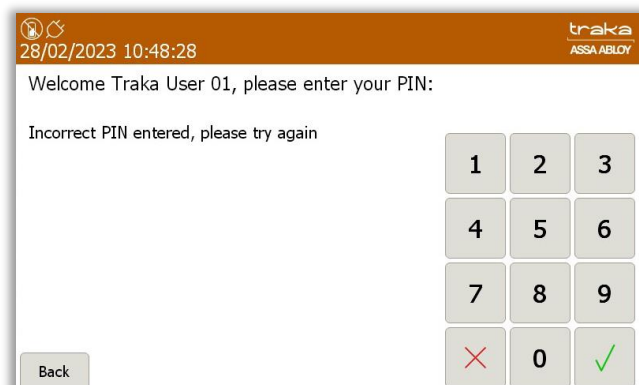 traka
28/02/2023 10:48:28
ASSA ABLOY
Welcome Traka User 01, please enter your PIN:
Incorrect PIN entered, please try again
1 2 3
4 5 6
7 8 9
0
Back